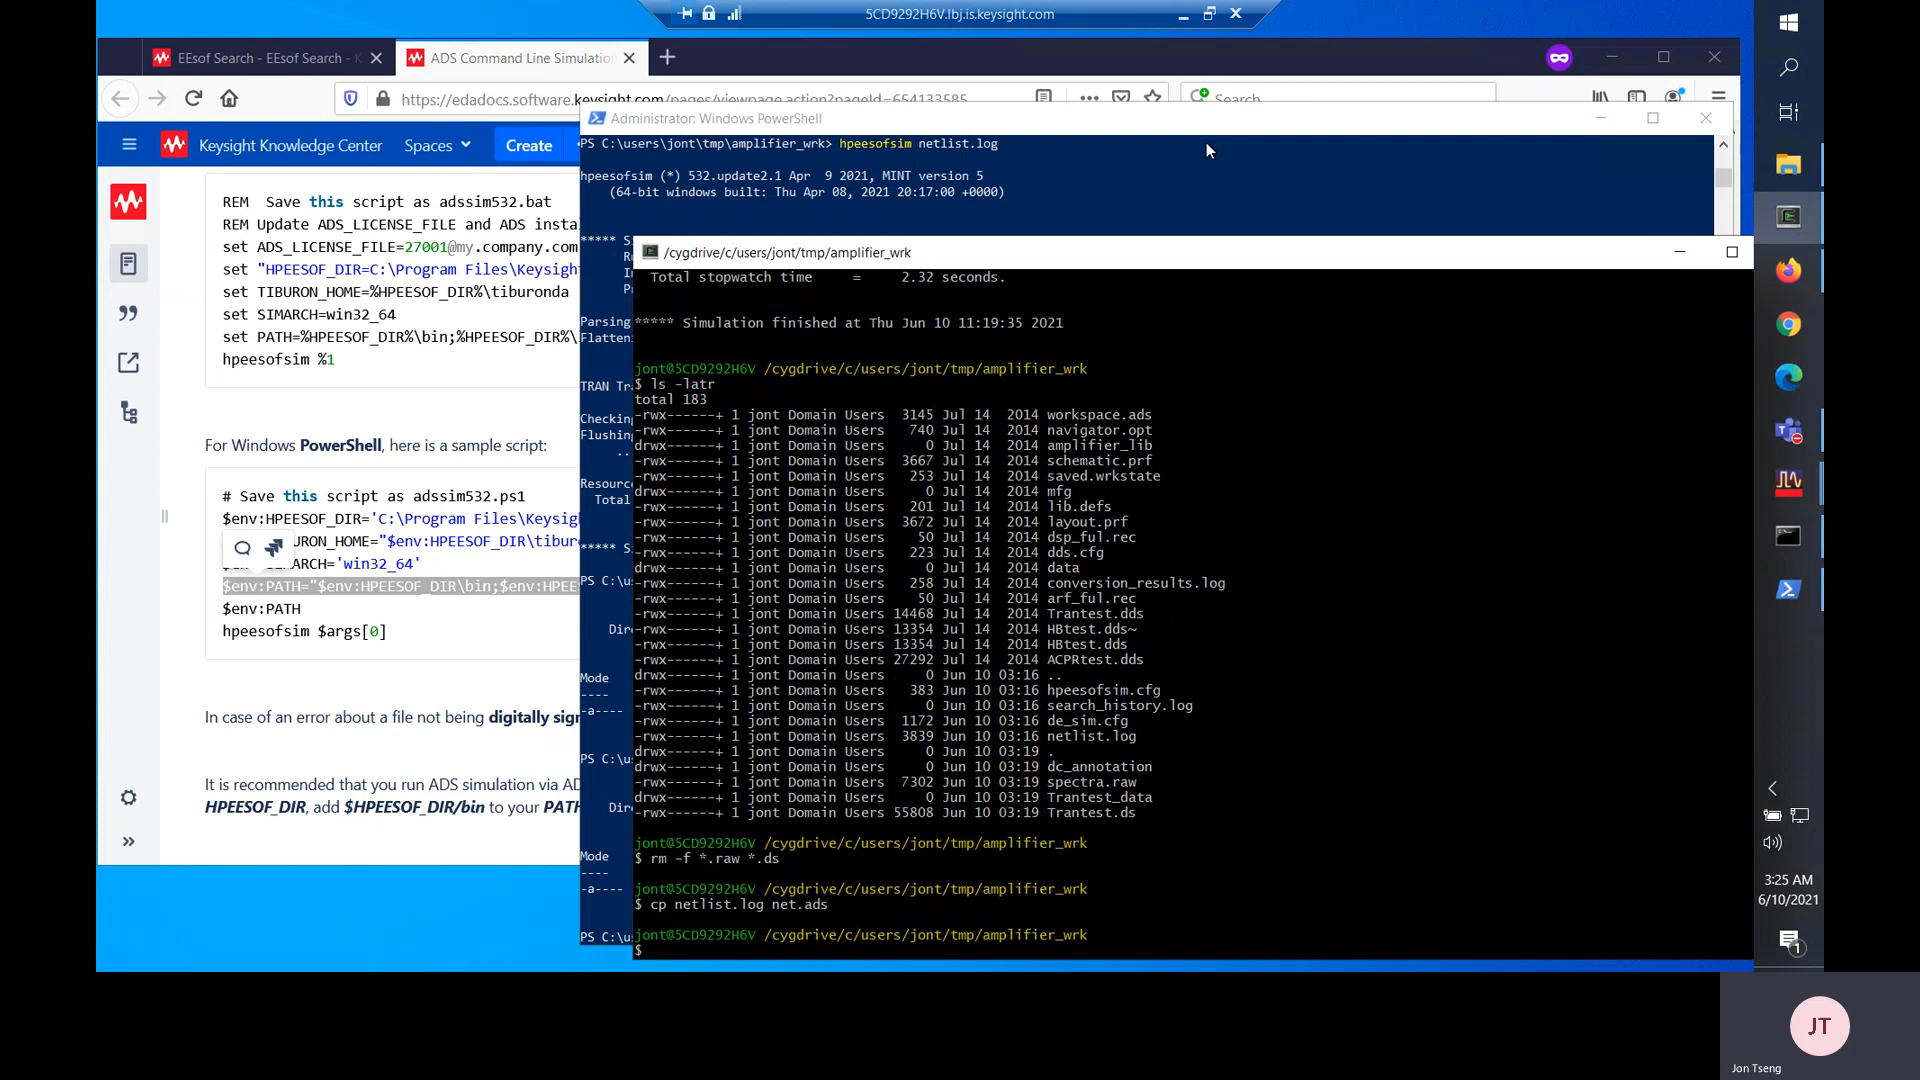 5CD9292H6V.lbj.is.keysight.com
EEsof Search - EEsof Search - K
ADS Command Line Simulation
https://edadocs.software.keysight.com/pages/viewpage.action?pageId=654133585
Search
Keysight Knowledge Center
Spaces
Create
REM  Save this script as adssim532.bat
REM Update ADS_LICENSE_FILE and ADS insta
set ADS_LICENSE_FILE=27001@my.company.com
set "HPEESOF_DIR=C:\Program Files\Keysigh
set TIBURON_HOME=%HPEESOF_DIR%\tiburonda
set SIMARCH=win32_64
set PATH=%HPEESOF_DIR%\bin;%HPEESOF_DIR%\
hpeesofsim %1
For Windows PowerShell, here is a sample script:
# Save this script as adssim532.ps1
$env:HPEESOF_DIR='C:\Program Files\Keysig
URON_HOME="$env:HPEESOF_DIR\tibur
MARCH='win32_64'
$env:PATH="$env:HPEESOF_DIR\bin;$env:HPEES
$env:PATH
hpeesofsim $args[0]
In case of an error about a file not being digitally sig
It is recommended that you run ADS simulation via AD
HPEESOF_DIR, add $HPEESOF_DIR/bin to your PATH
Administrator: Windows PowerShell
PS C:\users\jont\tmp\amplifier_wrk> hpeesofsim netlist.log
hpeesofsim (*) 532.update2.1 Apr  9 2021, MINT version 5
(64-bit windows built: Thu Apr 08, 2021 20:17:00 +0000)
***** S
Parsing
Flatten
TRAN Tr
Checking
Flushing
..
Resource
Total
***** S
PS C:\u
Dir
Mode
----
-a----
PS C:\u
Dir
Mode
----
-a----
PS C:\u
/cygdrive/c/users/jont/tmp/amplifier_wrk
Total stopwatch time     =     2.32 seconds.
***** Simulation finished at Thu Jun 10 11:19:35 2021
jont@5CD9292H6V /cygdrive/c/users/jont/tmp/amplifier_wrk
$ ls -latr
total 183
-rwx------+ 1 jont Domain Users  3145 Jul 14  2014 workspace.ads
-rwx------+ 1 jont Domain Users   740 Jul 14  2014 navigator.opt
drwx------+ 1 jont Domain Users     0 Jul 14  2014 amplifier_lib
-rwx------+ 1 jont Domain Users  3667 Jul 14  2014 schematic.prf
-rwx------+ 1 jont Domain Users   253 Jul 14  2014 saved.wrkstate
drwx------+ 1 jont Domain Users     0 Jul 14  2014 mfg
-rwx------+ 1 jont Domain Users   201 Jul 14  2014 lib.defs
-rwx------+ 1 jont Domain Users  3672 Jul 14  2014 layout.prf
-rwx------+ 1 jont Domain Users    50 Jul 14  2014 dsp_ful.rec
-rwx------+ 1 jont Domain Users   223 Jul 14  2014 dds.cfg
drwx------+ 1 jont Domain Users     0 Jul 14  2014 data
-rwx------+ 1 jont Domain Users   258 Jul 14  2014 conversion_results.log
-rwx------+ 1 jont Domain Users    50 Jul 14  2014 arf_ful.rec
-rwx------+ 1 jont Domain Users 14468 Jul 14  2014 Trantest.dds
-rwx------+ 1 jont Domain Users 13354 Jul 14  2014 HBtest.dds~
-rwx------+ 1 jont Domain Users 13354 Jul 14  2014 HBtest.dds
-rwx------+ 1 jont Domain Users 27292 Jul 14  2014 ACPRtest.dds
drwx------+ 1 jont Domain Users     0 Jun 10 03:16 ..
-rwx------+ 1 jont Domain Users   383 Jun 10 03:16 hpeesofsim.cfg
-rwx------+ 1 jont Domain Users     0 Jun 10 03:16 search_history.log
-rwx------+ 1 jont Domain Users  1172 Jun 10 03:16 de_sim.cfg
-rwx------+ 1 jont Domain Users  3839 Jun 10 03:16 netlist.log
drwx------+ 1 jont Domain Users     0 Jun 10 03:19 .
drwx------+ 1 jont Domain Users     0 Jun 10 03:19 dc_annotation
-rwx------+ 1 jont Domain Users  7302 Jun 10 03:19 spectra.raw
drwx------+ 1 jont Domain Users     0 Jun 10 03:19 Trantest_data
-rwx------+ 1 jont Domain Users 55808 Jun 10 03:19 Trantest.ds
jont@5CD9292H6V /cygdrive/c/users/jont/tmp/amplifier_wrk
$ rm -f *.raw *.ds
jont@5CD9292H6V /cygdrive/c/users/jont/tmp/amplifier_wrk
$ cp netlist.log net.ads
jont@5CD9292H6V /cygdrive/c/users/jont/tmp/amplifier_wrk
$
3:25 AM
6/10/2021
1
JT
Jon Tseng